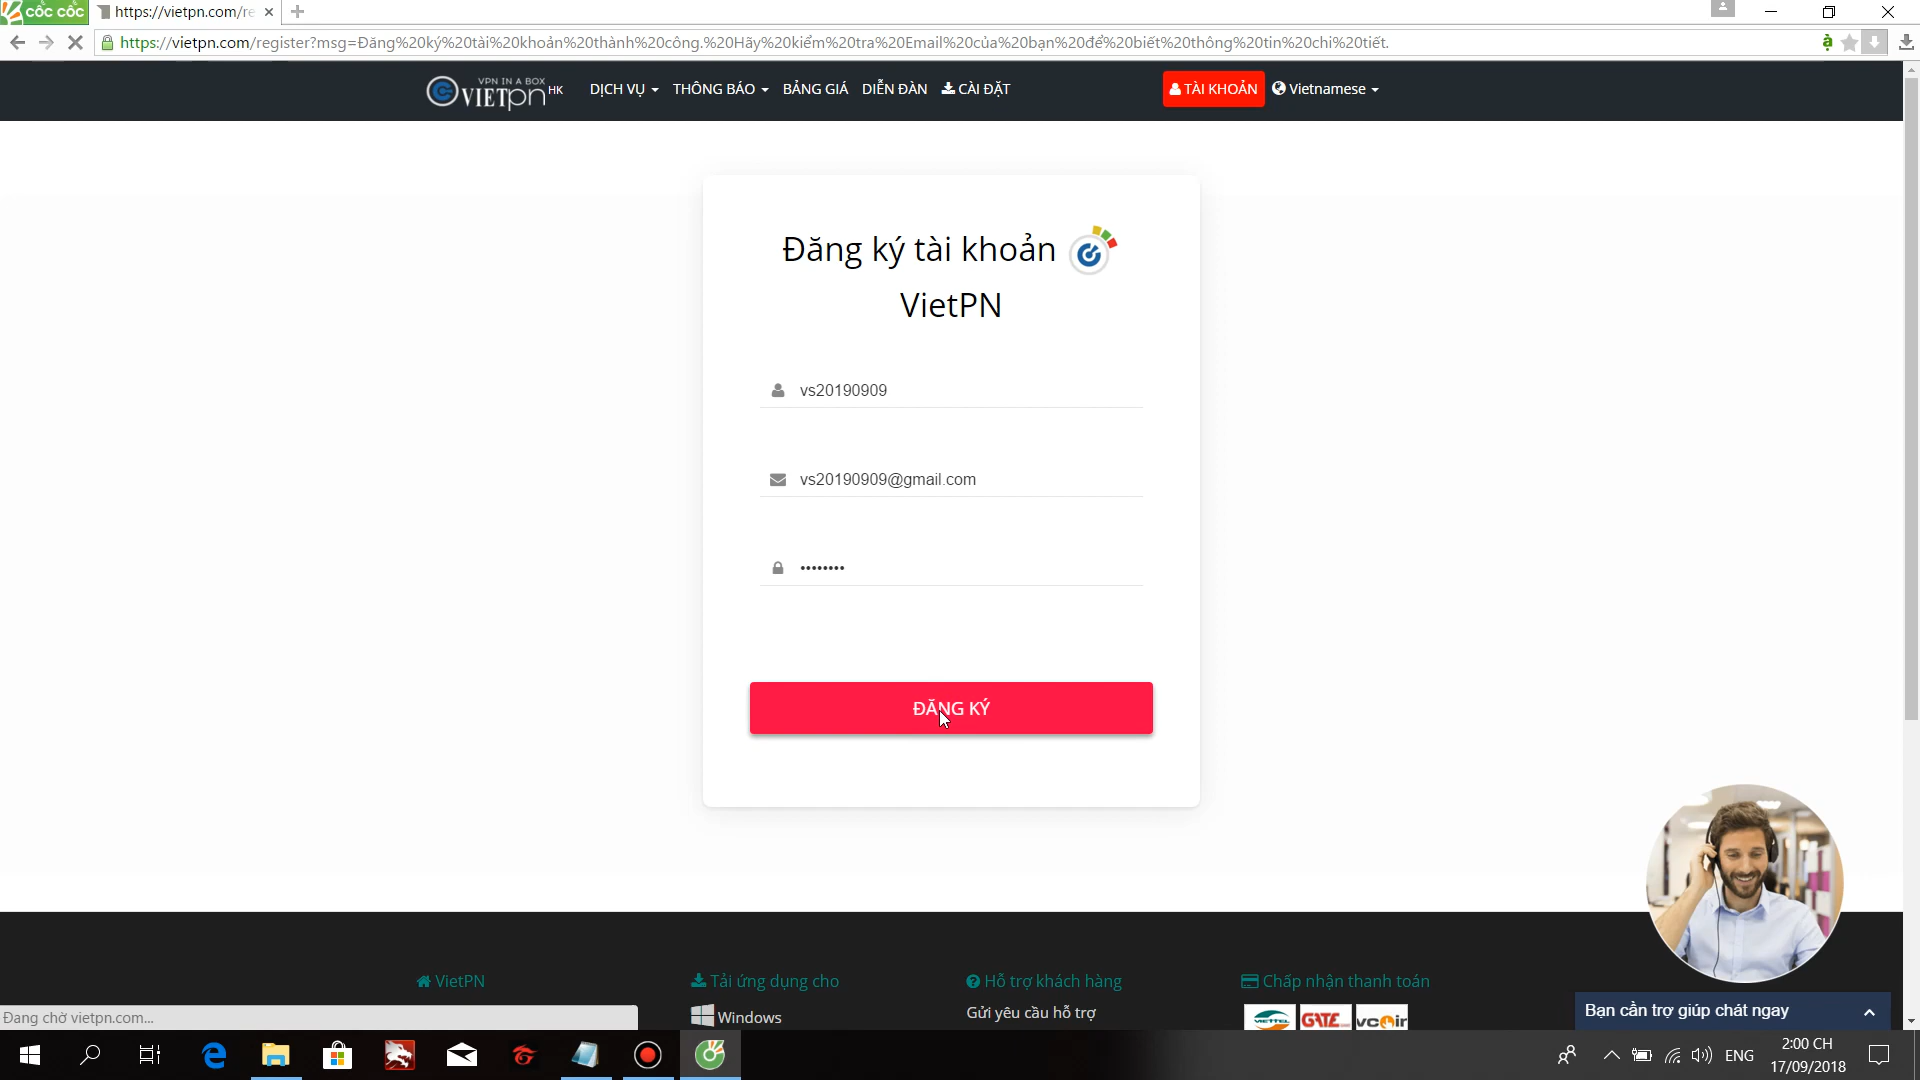 cốc cốc
https://vietpn.com/re
https://vietpn.com/register?msg=Đăng%20ký%20tài%20khoản%20thành%20công.%20Hãy%20kiểm%20tra%20Email%20của%20bạn%20để%20biết%20thông%20tin%20chi%20tiết.
VPN IN A BOX
VIETpn HK
DỊCH VỤ
THÔNG BÁO
BẢNG GIÁ
DIỄN ĐÀN
CÀI ĐẶT
TÀI KHOẢN
Vietnamese
Đăng ký tài khoản
VietPN
vs20190909
vs20190909@gmail.com
••••••••
ĐĂNG KÝ
VietPN
Tải ứng dụng cho
Hỗ trợ khách hàng
Chấp nhận thanh toán
Windows
Gửi yêu cầu hỗ trợ
VIETTEL
GATE
vcoin
Bạn cần trợ giúp chát ngay
Đang chờ vietpn.com...
ENG
2:00 CH
17/09/2018